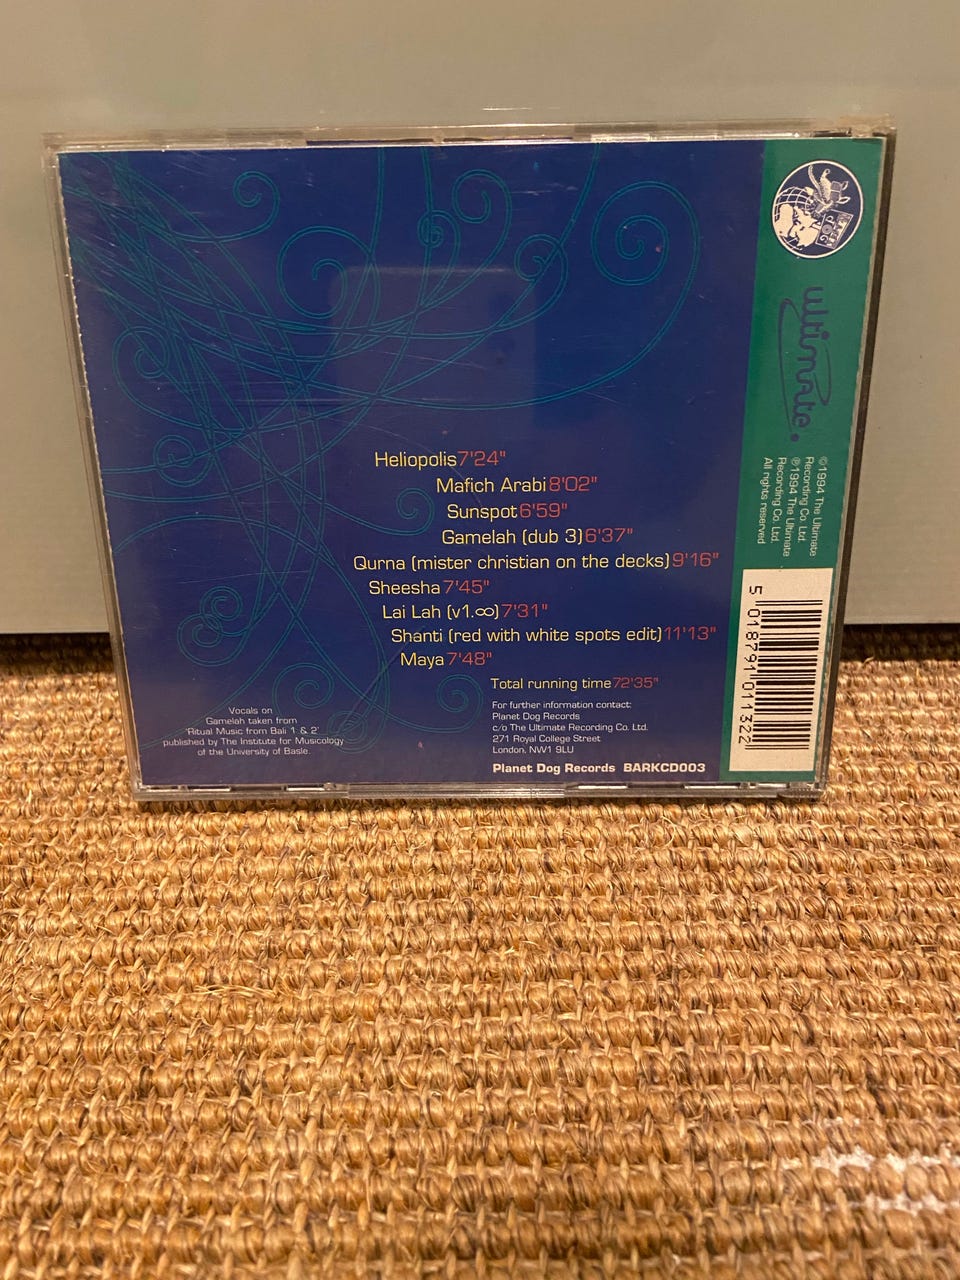 Heliopolis 7'24"
Mafich Arabi 8'02"
Sunspot 6'59"
Gamelah (dub 3) 6'37"
Qurna (mister christian on the decks) 9'16"
Sheesha 7'45"
Lai Lah (v1.∞) 7'31"
Shanti (red with white spots edit) 11'13"
Maya 7'48"
Total running time 72'35"
Vocals on
Gamelah taken from
'Ritual Music from Bali 1 & 2'
published by The Institute for Musicology
of the University of Basle.
For further information contact:
Planet Dog Records
c/o The Ultimate Recording Co. Ltd.
271 Royal College Street
London, NW1 9LU
Planet Dog Records BARKCD003
ultimate.
©1994 The Ultimate
Recording Co. Ltd.
℗1994 The Ultimate
Recording Co. Ltd.
All rights reserved
5 018791 011322